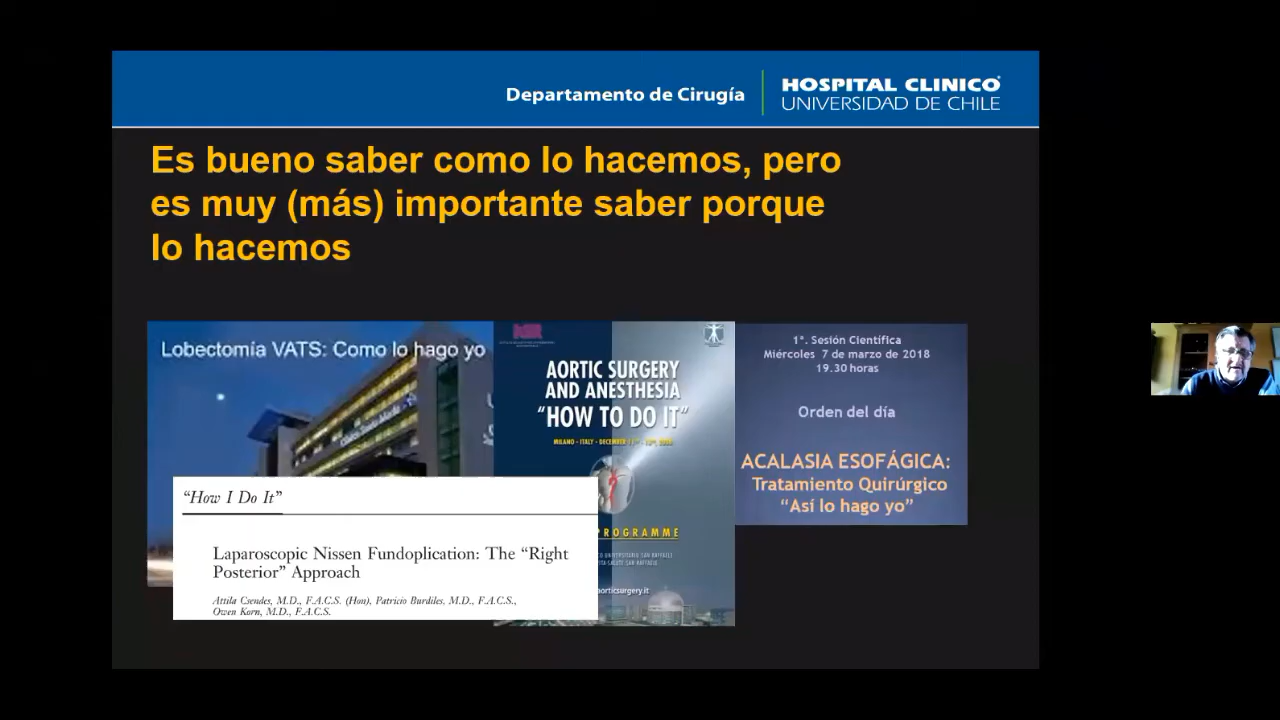 Departamento de Cirugía
HOSPITAL CLINICO
UNIVERSIDAD DE CHILE
Es bueno saber como lo hacemos, pero
es muy (más) importante saber porque
lo hacemos
Lobectomía VATS: Como lo hago yo
"How I Do It"
Laparoscopic Nissen Fundoplication: The "Right
Posterior" Approach
Attila Csendes, M.D., F.A.C.S. (Hon), Patricio Burdiles, M.D., F.A.C.S.,
Owen Korn, M.D., F.A.C.S.
AORTIC SURGERY
AND ANESTHESIA
"HOW TO DO IT"
PROGRAMME
aorticsurgery.it
1ª. Sesión Científica
Miércoles 7 de marzo de 2018
19.30 horas
Orden del día
ACALASIA ESOFÁGICA:
Tratamiento Quirúrgico
"Así lo hago yo"